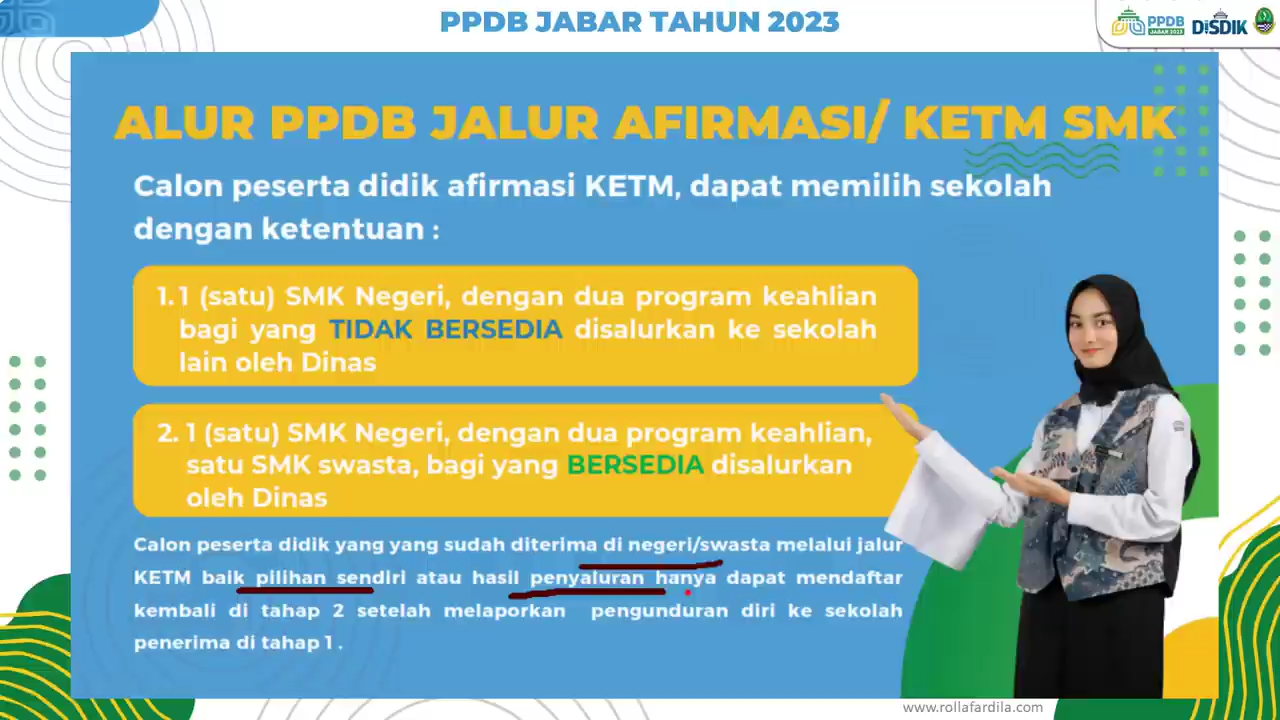 PPDB JABAR TAHUN 2023
PPDB
JABAR 2023
DiSDIK
ALUR PPDB JALUR AFIRMASI/ KETM SMK
Calon peserta didik afirmasi KETM, dapat memilih sekolah
dengan ketentuan :
1. 1 (satu) SMK Negeri, dengan dua program keahlian
bagi yang TIDAK BERSEDIA disalurkan ke sekolah
lain oleh Dinas
2. 1 (satu) SMK Negeri, dengan dua program keahlian,
satu SMK swasta, bagi yang BERSEDIA disalurkan
oleh Dinas
Calon peserta didik yang yang sudah diterima di negeri/swasta melalui jalur
KETM baik pilihan sendiri atau hasil penyaluran hanya dapat mendaftar
kembali di tahap 2 setelah melaporkan pengunduran diri ke sekolah
penerima di tahap 1 .
www.rollafardila.com